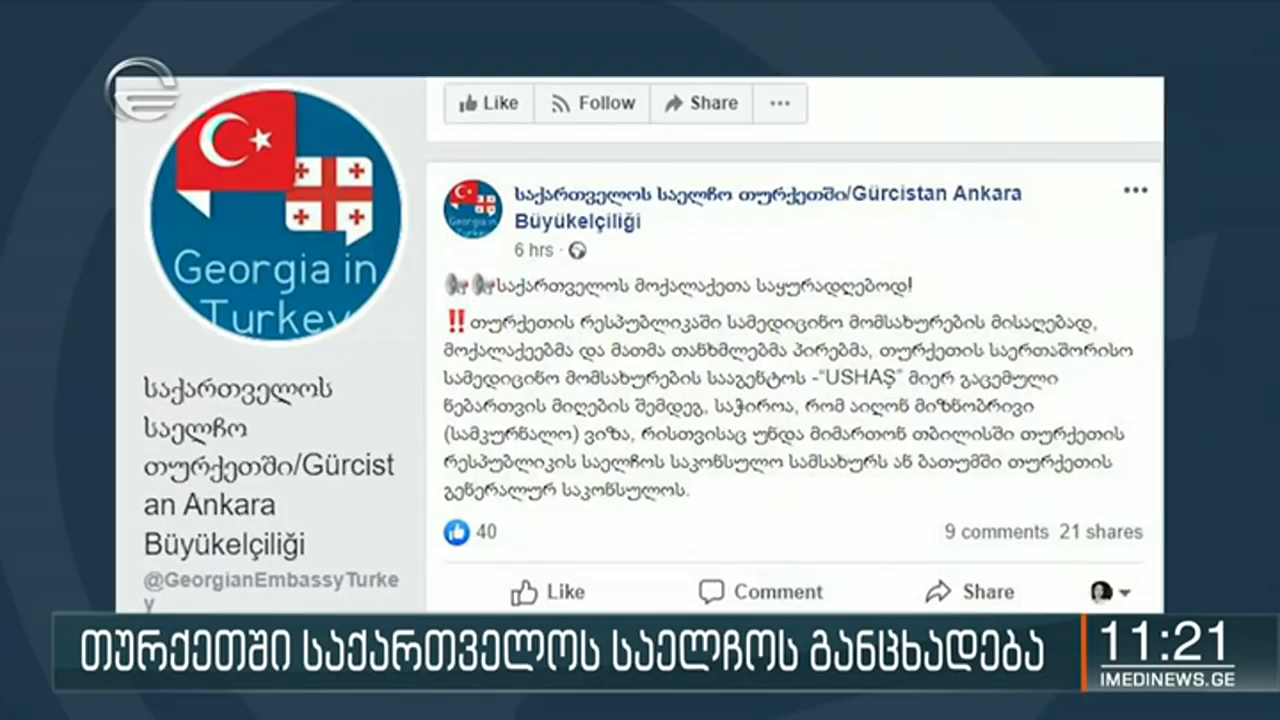 Like
Follow
Share
Georgia in
Turkey
საქართველოს
საელჩო
თურქეთში/Gürcist
an Ankara
Büyükelçiliği
@GeorgianEmbassyTurke
y
საქართველოს საელჩო თურქეთში/Gürcistan Ankara
Büyükelçiliği
6 hrs ·
საქართველოს მოქალაქეთა საყურადღებოდ!
‼თურქეთის რესპუბლიკაში სამედიცინო მომსახურების მისაღებად,
მოქალაქეებმა და მათმა თანხმლებმა პირებმა, თურქეთის საერთაშორისო
სამედიცინო მომსახურების სააგენტოს -“USHAŞ” მიერ გაცემული
ნებართვის მიღების შემდეგ, საჭიროა, რომ აიღონ მიზნობრივი
(სამკურნალო) ვიზა, რისთვისაც უნდა მიმართონ თბილისში თურქეთის
რესპუბლიკის საელჩოს საკონსულო სამსახურს ან ბათუმში თურქეთის
გენერალურ საკონსულოს.
40
9 comments 21 shares
Like
Comment
Share
თურქეთში საქართველოს საელჩოს განცხადება
11:21
IMEDINEWS.GE